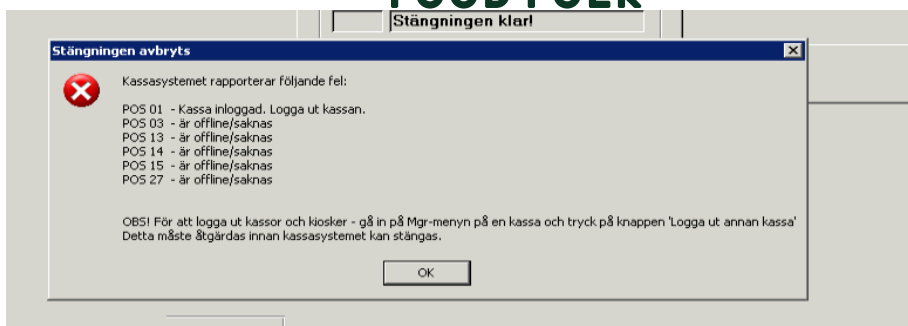 FOOD FOLK
Stängningen klar!
Stängningen avbryts
Kassasystemet rapporterar följande fel:
POS 01 - Kassa inloggad. Logga ut kassan.
POS 03 - är offline/saknas
POS 13 - är offline/saknas
POS 14 - är offline/saknas
POS 15 - är offline/saknas
POS 27 - är offline/saknas
OBS! För att logga ut kassor och kiosker - gå in på Mgr-menyn på en kassa och tryck på knappen 'Logga ut annan kassa'
Detta måste åtgärdas innan kassasystemet kan stängas.
OK